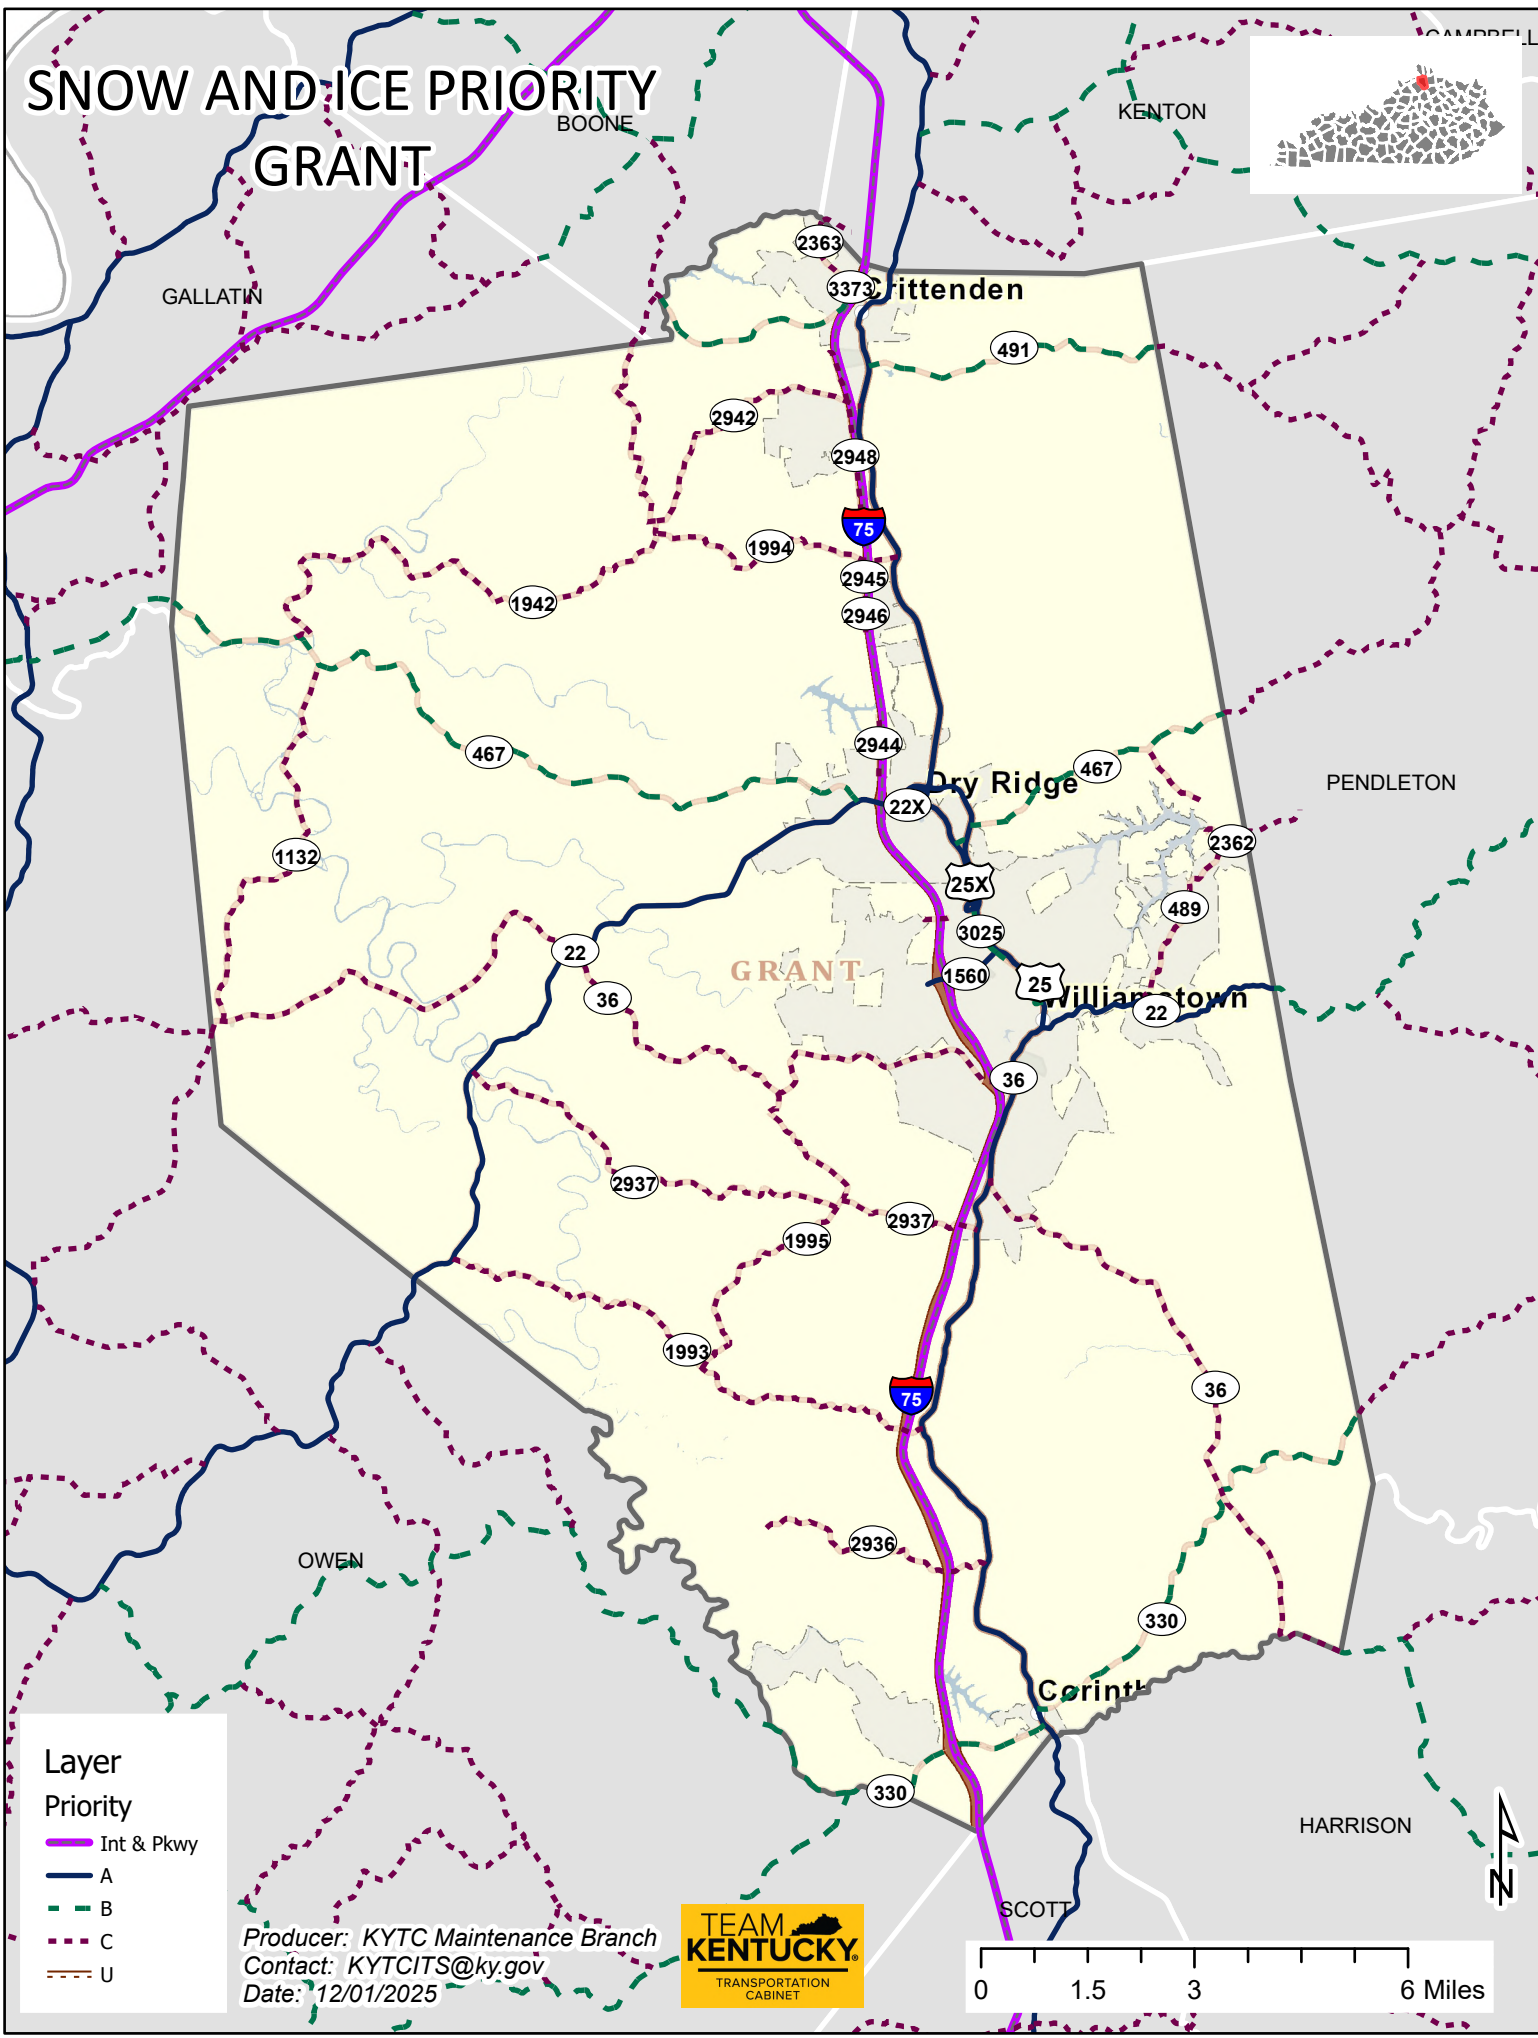 CAMPBELL
SNOW AND ICE PRIORITY
GRANT
BOONE
KENTON
2363
GALLATIN
3373
Crittenden
491
2942
2948
75
1994
2945
1942
2946
2944
467
467
Dry Ridge
PENDLETON
22X
2362
1132
25X
489
3025
22
GRANT
1560
25
36
Williamstown
22
36
2937
2937
1995
1993
36
75
2936
OWEN
330
Corinth
330
Layer
Priority
Int & Pkwy
A
B
C
U
HARRISON
N
SCOTT
Producer: KYTC Maintenance Branch
Contact: KYTCITS@ky.gov
Date: 12/01/2025
TEAM
KENTUCKY®
TRANSPORTATION
CABINET
0 1.5 3 6 Miles